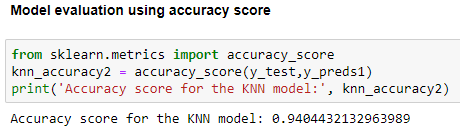 Model evaluation using accuracy score
from sklearn.metrics import accuracy_score
knn_accuracy2 = accuracy_score(y_test,y_preds1)
print('Accuracy score for the KNN model:', knn_accuracy2)
Accuracy score for the KNN model: 0.9404432132963989